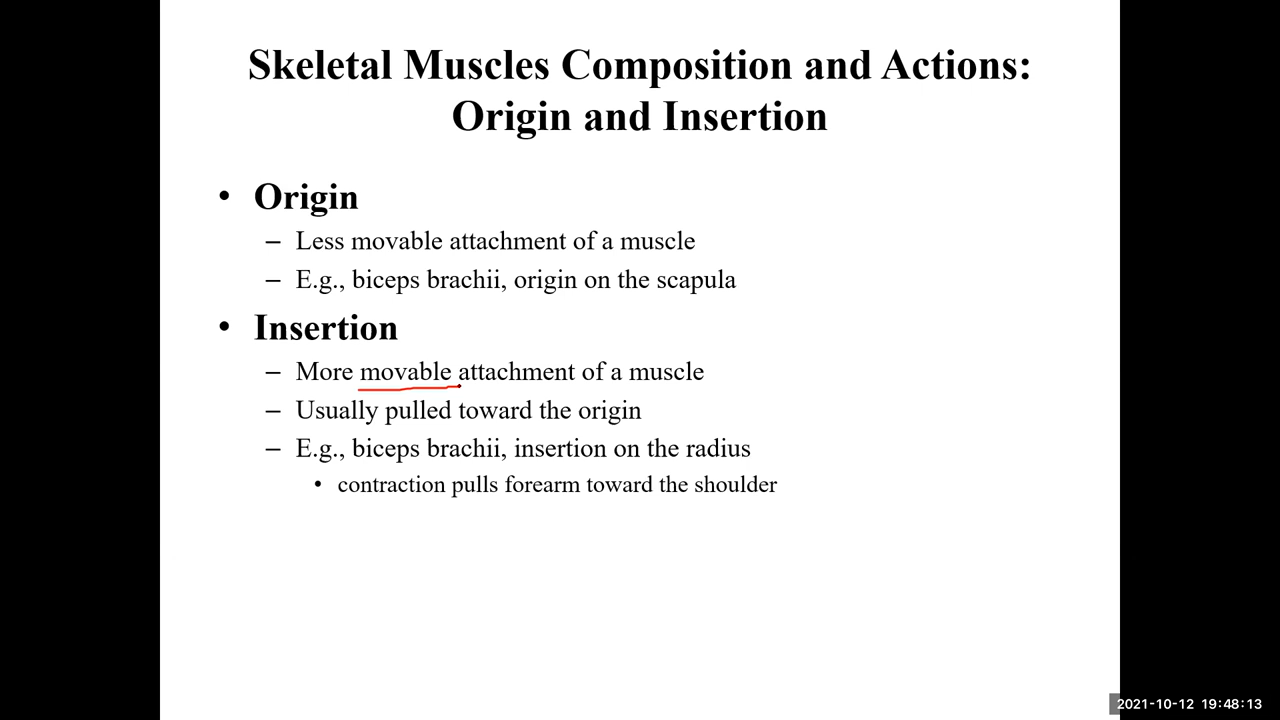 Skeletal Muscles Composition and Actions:
Origin and Insertion
• Origin
– Less movable attachment of a muscle
– E.g., biceps brachii, origin on the scapula
• Insertion
– More movable attachment of a muscle
– Usually pulled toward the origin
– E.g., biceps brachii, insertion on the radius
• contraction pulls forearm toward the shoulder
2021-10-12 19:48:13